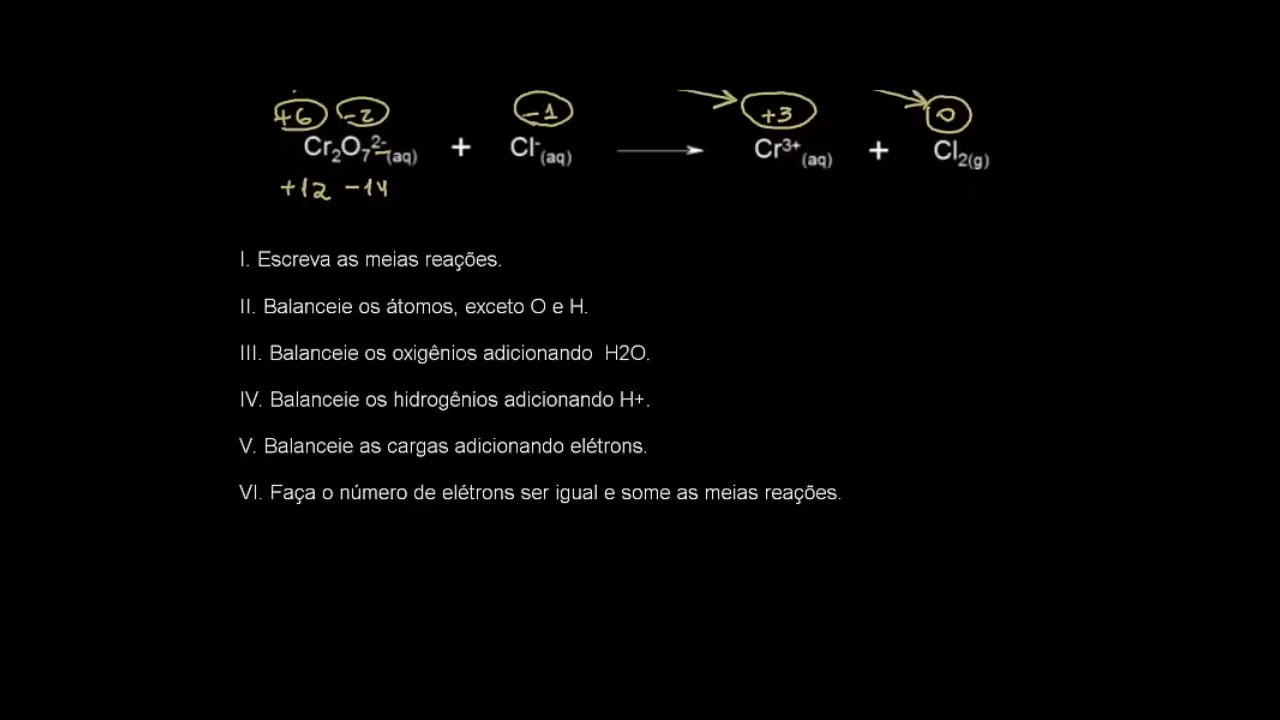 +6 -2 -1 +3 0
Cr₂O₇²⁻(aq) + Cl⁻(aq) → Cr³⁺(aq) + Cl₂(g)
+12 -14
I. Escreva as meias reações.
II. Balanceie os átomos, exceto O e H.
III. Balanceie os oxigênios adicionando H2O.
IV. Balanceie os hidrogênios adicionando H+.
V. Balanceie as cargas adicionando elétrons.
VI. Faça o número de elétrons ser igual e some as meias reações.